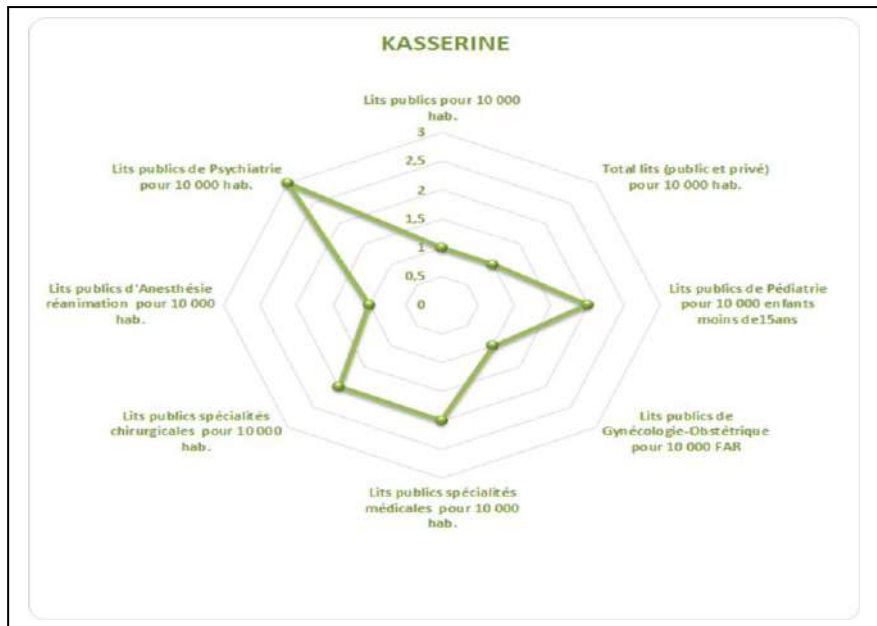 KASSERINE
Lits publics pour 10 000
hab.
3
2,5
2
1,5
1
0,5
0
Total lits (public et privé)
pour 10 000 hab.
Lits publics de Pédiatrie
pour 10 000 enfants
moins de15ans
Lits publics de
Gynécologie-Obstétrique
pour 10 000 FAR
Lits publics spécialités
médicales pour 10 000
hab.
Lits publics spécialités
chirurgicales pour 10 000
hab.
Lits publics d'Anesthésie
réanimation pour 10 000
hab.
Lits publics de Psychiatrie
pour 10 000 hab.